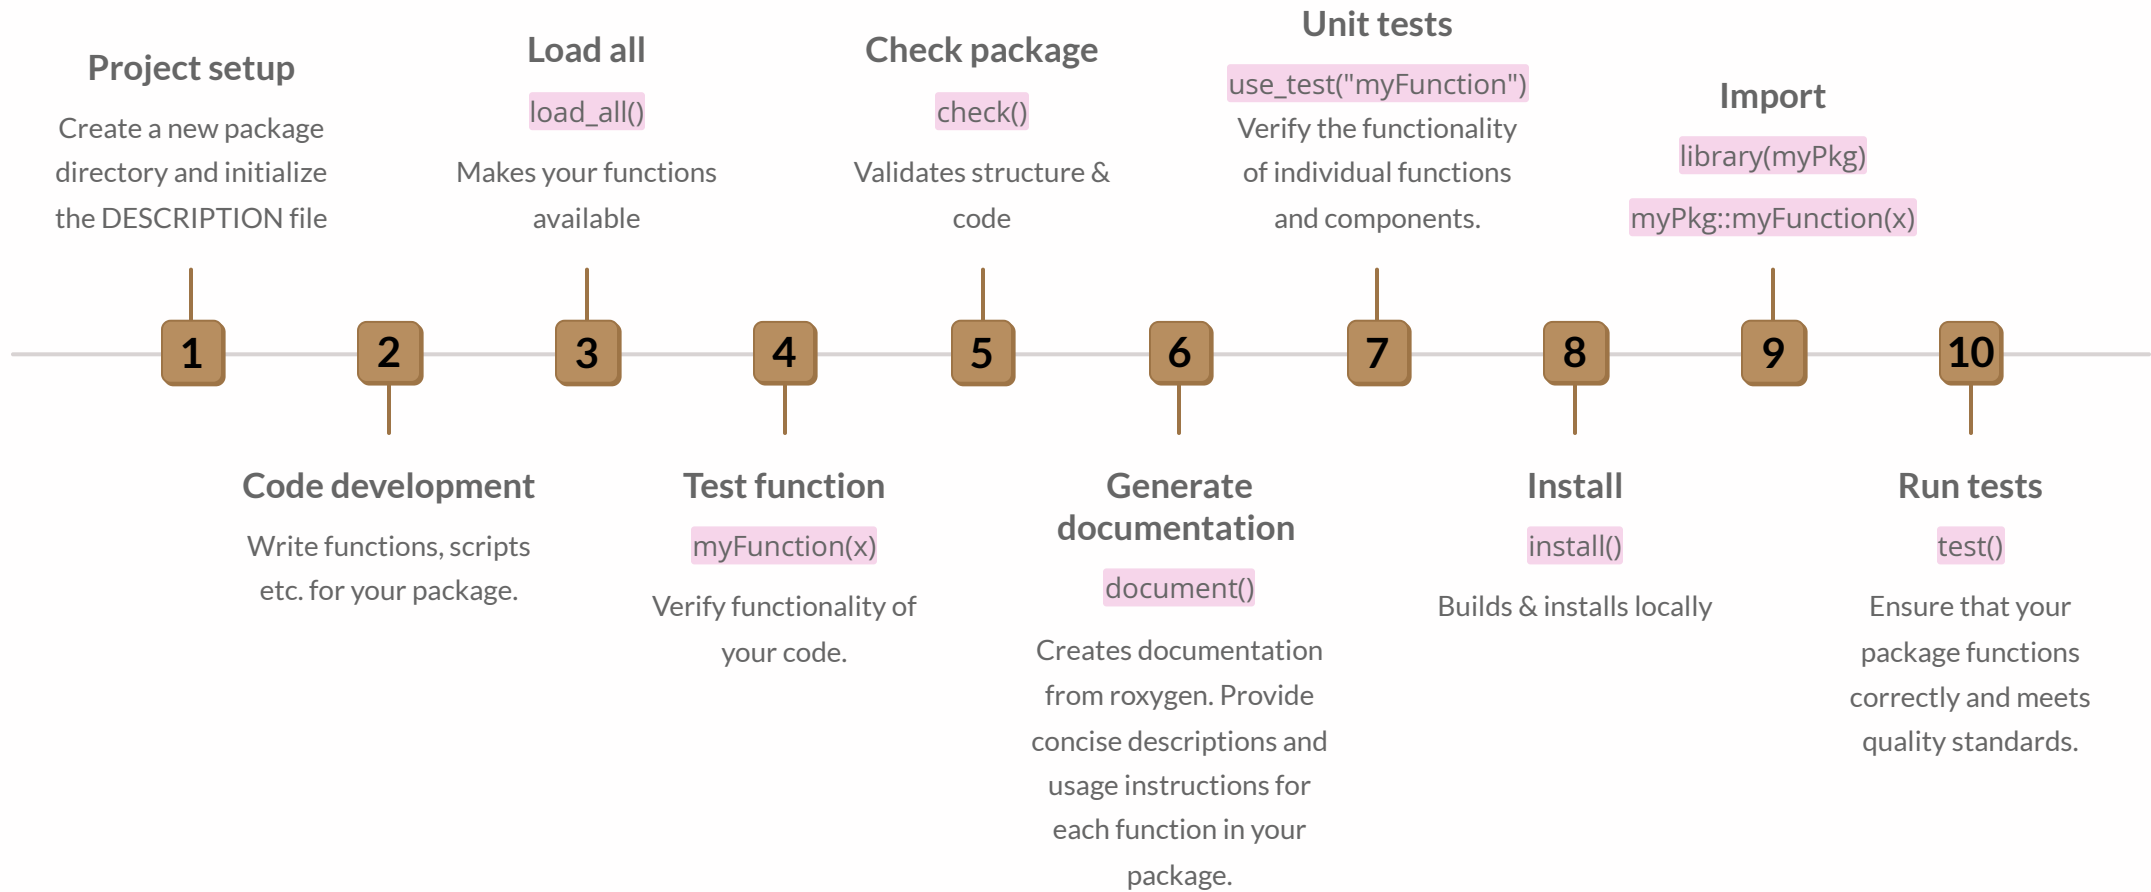 Project setup
Create a new package
directory and initialize
the DESCRIPTION file
1
2
Code development
Write functions, scripts
etc. for your package.
Load all
load_all()
Makes your functions
available
3
4
Test function
myFunction(x)
Verify functionality of
your code.
Check package
check()
Validates structure &
code
5
6
Generate
documentation
document()
Creates documentation
from roxygen. Provide
concise descriptions and
usage instructions for
each function in your
package.
Unit tests
use_test("myFunction")
Verify the functionality
of individual functions
and components.
7
8
Install
install()
Builds & installs locally
Import
library(myPkg)
myPkg::myFunction(x)
9
10
Run tests
test()
Ensure that your
package functions
correctly and meets
quality standards.